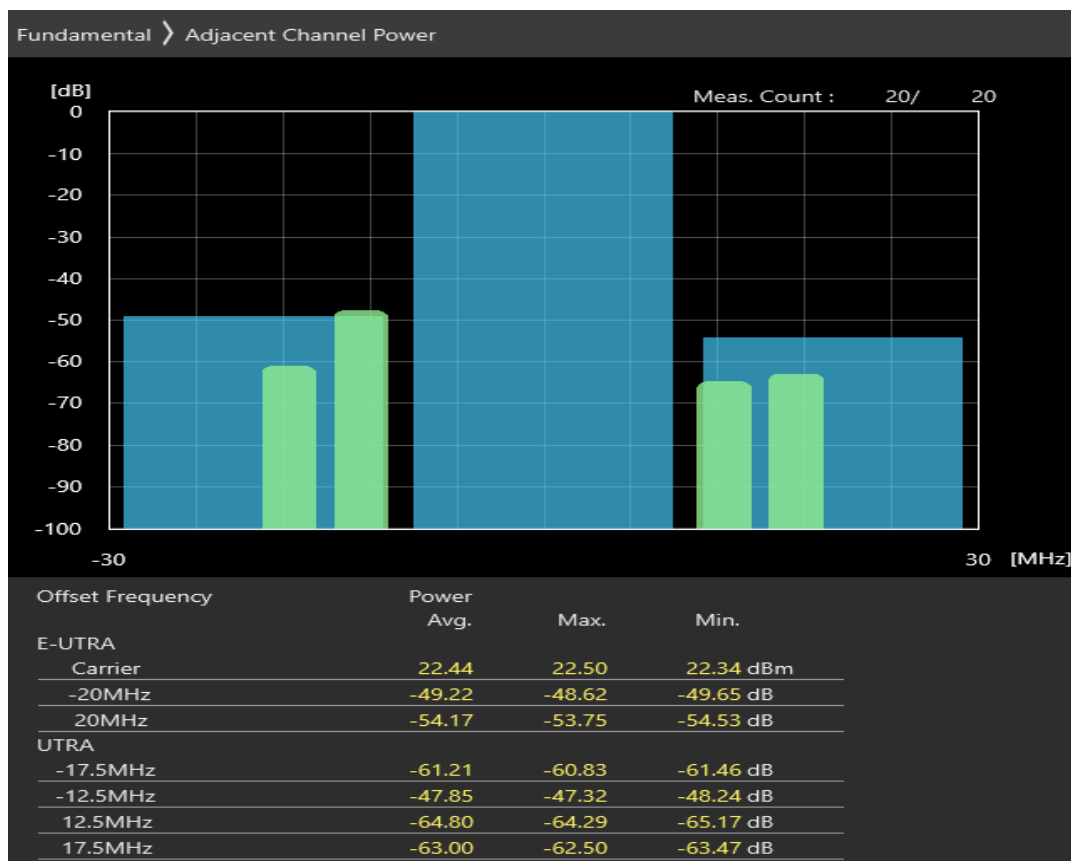 Fundamental 〉 Adjacent Channel Power
[dB]
Meas. Count : 20/ 20
0
-10
-20
-30
-40
-50
-60
-70
-80
-90
-100
-30 30 [MHz]
Offset Frequency Power
Avg. Max. Min.
E-UTRA
Carrier 22.44 22.50 22.34 dBm
-20MHz -49.22 -48.62 -49.65 dB
20MHz -54.17 -53.75 -54.53 dB
UTRA
-17.5MHz -61.21 -60.83 -61.46 dB
-12.5MHz -47.85 -47.32 -48.24 dB
12.5MHz -64.80 -64.29 -65.17 dB
17.5MHz -63.00 -62.50 -63.47 dB